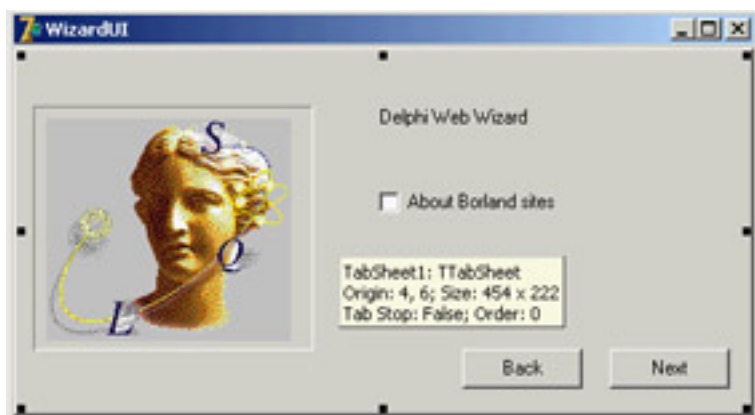 WizardUI
Delphi Web Wizard
S
About Borland sites
Q
TabSheet1: TTabSheet
Origin: 4, 6; Size: 454 x 222
Tab Stop: False; Order: 0
L
Back
Next